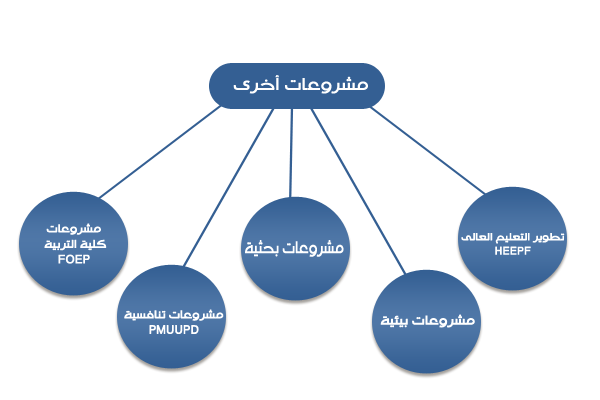 مشروعات أخرى
تطوير التعليم العالى
HEEPF
مشروعات بيئية
مشروعات بحثية
مشروعات تنافسية
PMUUPD
مشروعات
كلية التربية
FOEP